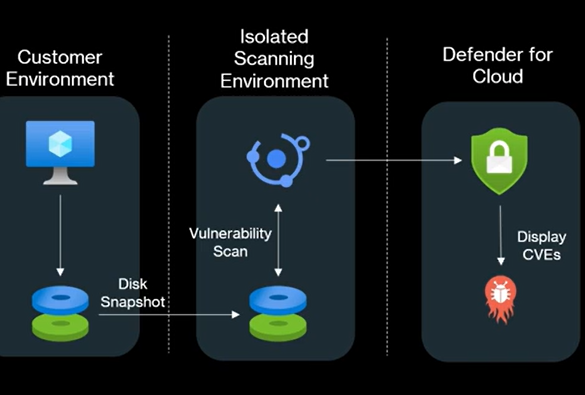 Customer
Environment
Isolated
Scanning
Environment
Defender for
Cloud
Vulnerability
Scan
Display
CVEs
Disk
Snapshot